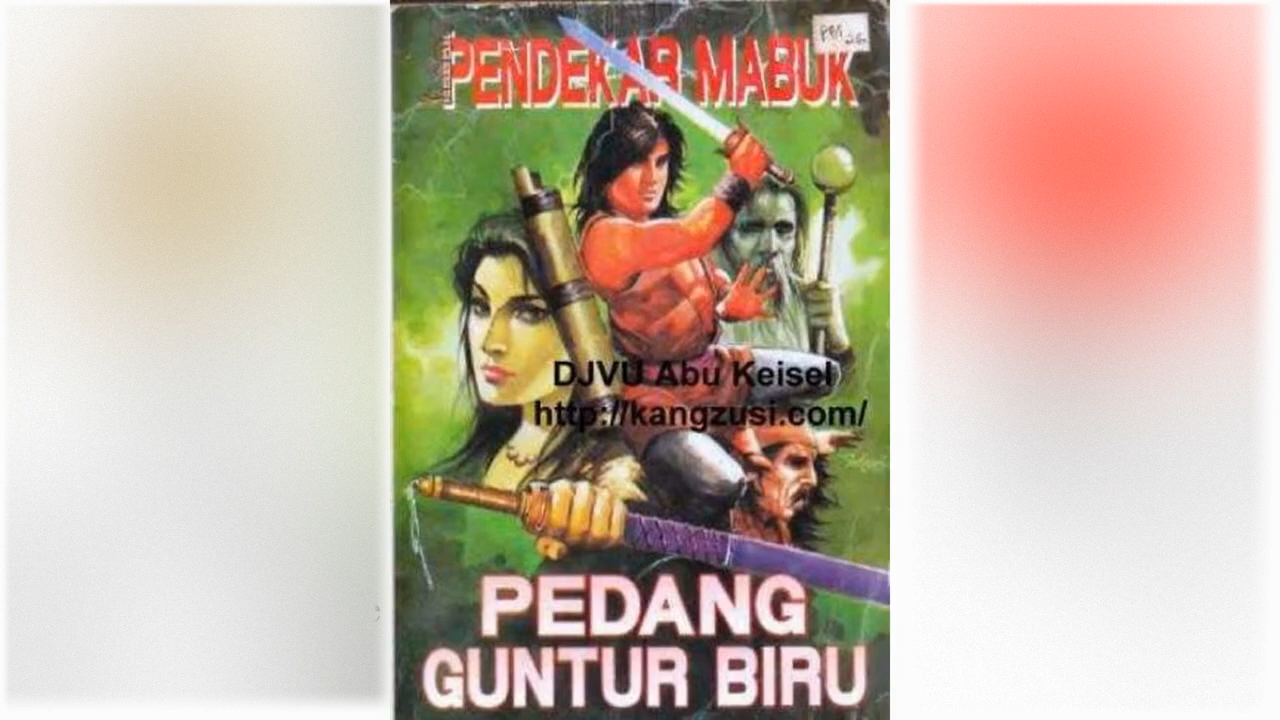 PENDEKAR MABUK
DJVU Abu Keisel
http://kangzusi.com/
PEDANG
GUNTUR BIRU